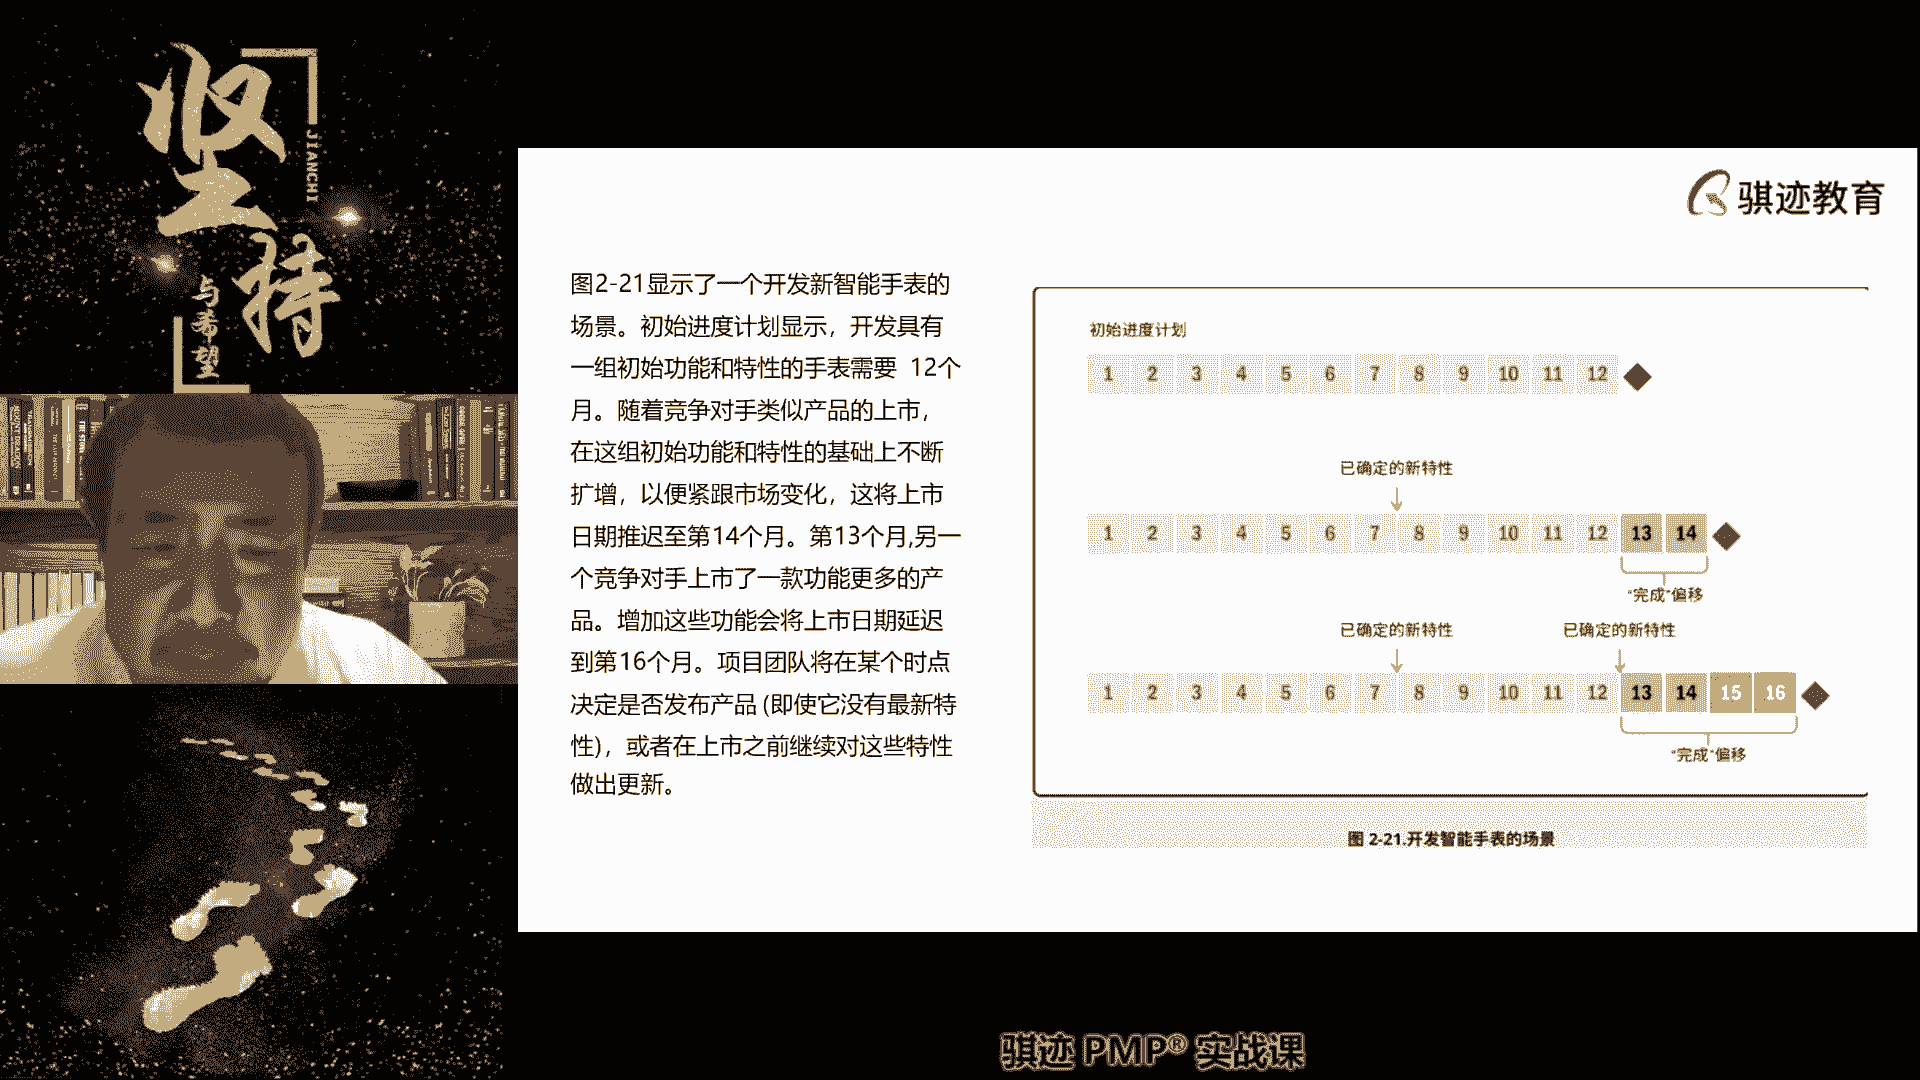 坚
JIANCHI
持
与希望
骐迹教育
图2-21显示了一个开发新智能手表的
场景。初始进度计划显示，开发具有
一组初始功能和特性的手表需要 12个
月。随着竞争对手类似产品的上市，
在这组初始功能和特性的基础上不断
扩增，以便紧跟市场变化，这将上市
日期推迟至第14个月。第13个月,另一
个竞争对手上市了一款功能更多的产
品。增加这些功能会将上市日期延迟
到第16个月。项目团队将在某个时点
决定是否发布产品 (即使它没有最新特
性)，或者在上市之前继续对这些特性
做出更新。
初始进度计划
1 2 3 4 5 6 7 8 9 10 11 12
已确定的新特性
1 2 3 4 5 6 7 8 9 10 11 12 13 14
“完成”偏移
已确定的新特性 已确定的新特性
1 2 3 4 5 6 7 8 9 10 11 12 13 14 15 16
“完成”偏移
图 2-21.开发智能手表的场景
骐迹 PMP® 实战课